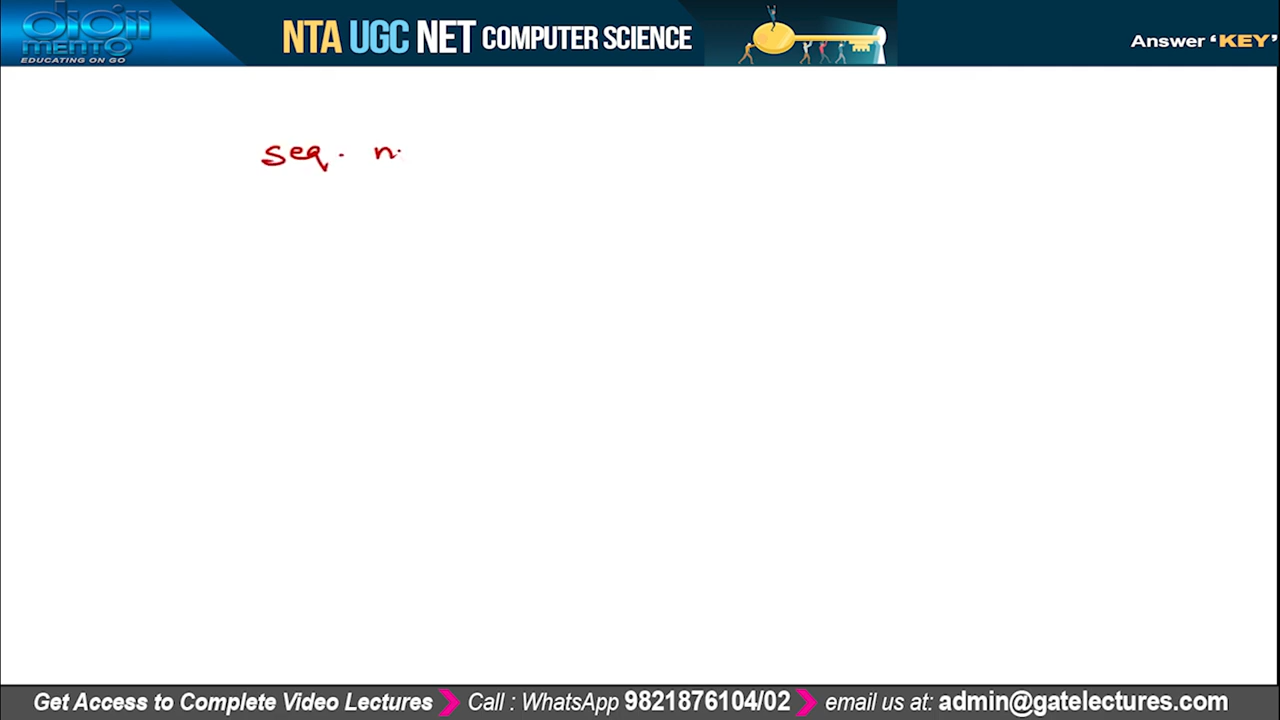 digiimento
EDUCATING ON GO
NTA UGC NET COMPUTER SCIENCE
Answer ‘KEY’
seq. n.
Get Access to Complete Video Lectures
Call : WhatsApp 9821876104/02
email us at: admin@gatelectures.com